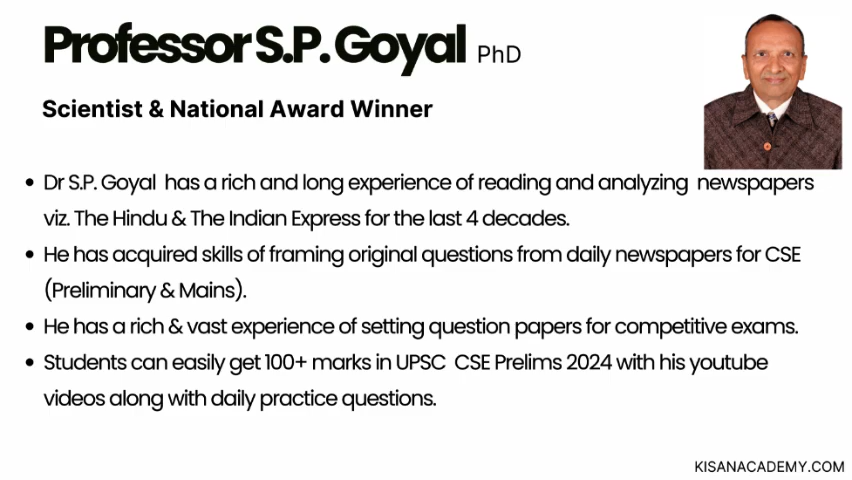 Professor S.P. Goyal PhD
Scientist & National Award Winner
• Dr S.P. Goyal has a rich and long experience of reading and analyzing newspapers
viz. The Hindu & The Indian Express for the last 4 decades.
• He has acquired skills of framing original questions from daily newspapers for CSE
(Preliminary & Mains).
• He has a rich & vast experience of setting question papers for competitive exams.
• Students can easily get 100+ marks in UPSC CSE Prelims 2024 with his youtube
videos along with daily practice questions.
KISANACADEMY.COM